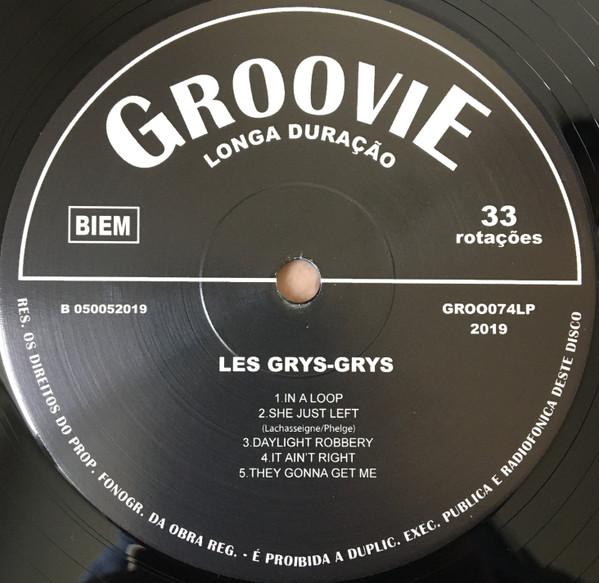 GROOVIE
LONGA DURAÇÃO
BIEM
33
rotações
B 050052019
GROO074LP
2019
LES GRYS-GRYS
1.IN A LOOP
2.SHE JUST LEFT
(Lachasseigne/Phelge)
3.DAYLIGHT ROBBERY
4.IT AIN'T RIGHT
5.THEY GONNA GET ME
RES. OS DIREITOS DO PROP. FONOGR. DA OBRA REG. - É PROIBIDA A DUPLIC. EXEC. PUBLICA E RADIOFONICA DESTE DISCO